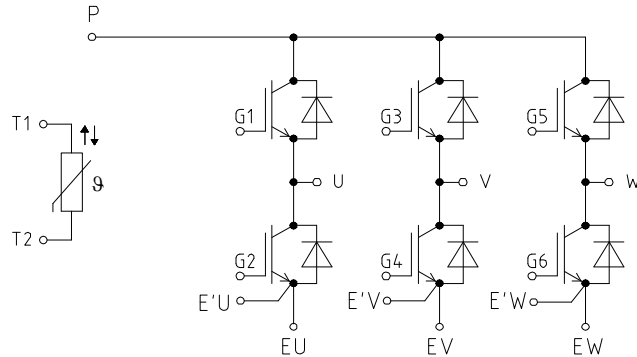 P
G1 G3 G5
T1
ϑ
U V W
T2
G2 G4 G6
E'U E'V E'W
EU EV EW